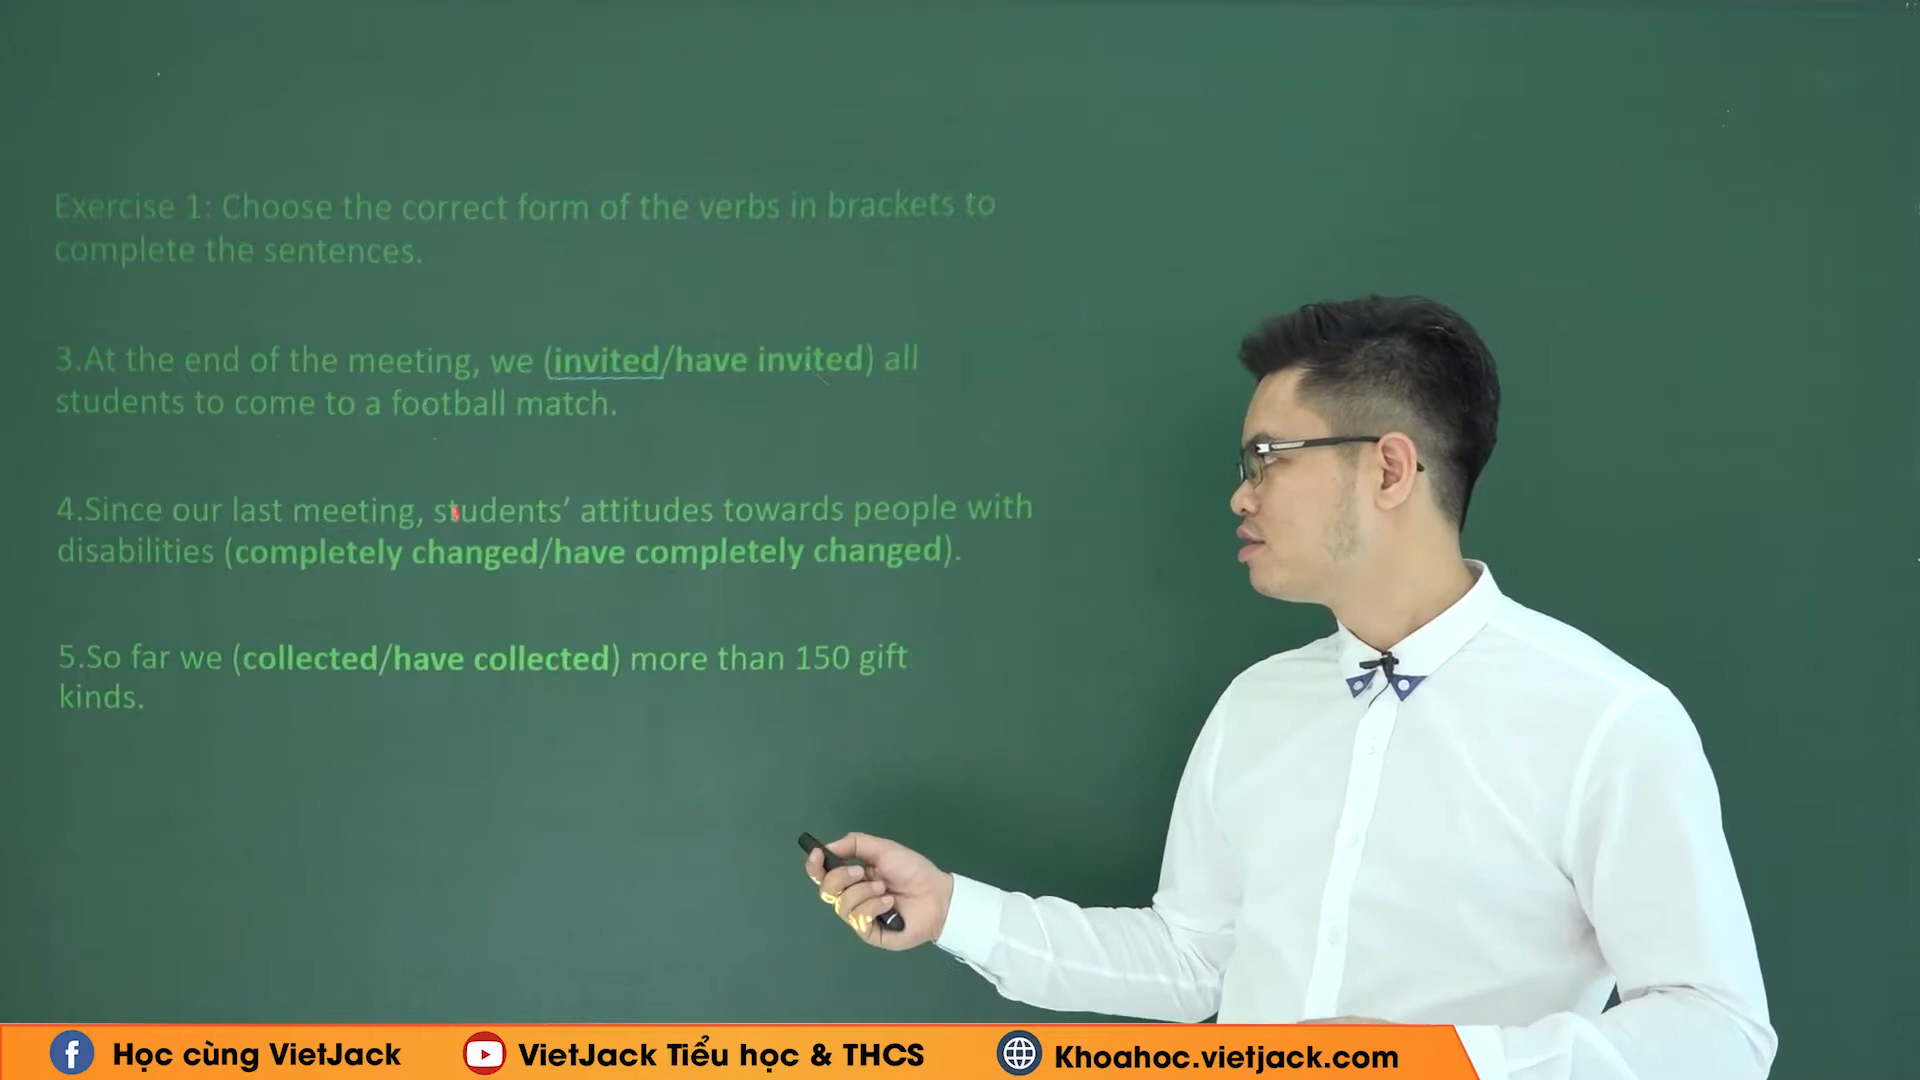 Exercise 1: Choose the correct form of the verbs in brackets to
complete the sentences.
3.At the end of the meeting, we (invited/have invited) all
students to come to a football match.
4.Since our last meeting, students’ attitudes towards people with
disabilities (completely changed/have completely changed).
5.So far we (collected/have collected) more than 150 gift
kinds.
Học cùng VietJack
VietJack Tiểu học & THCS
Khoahoc.vietjack.com